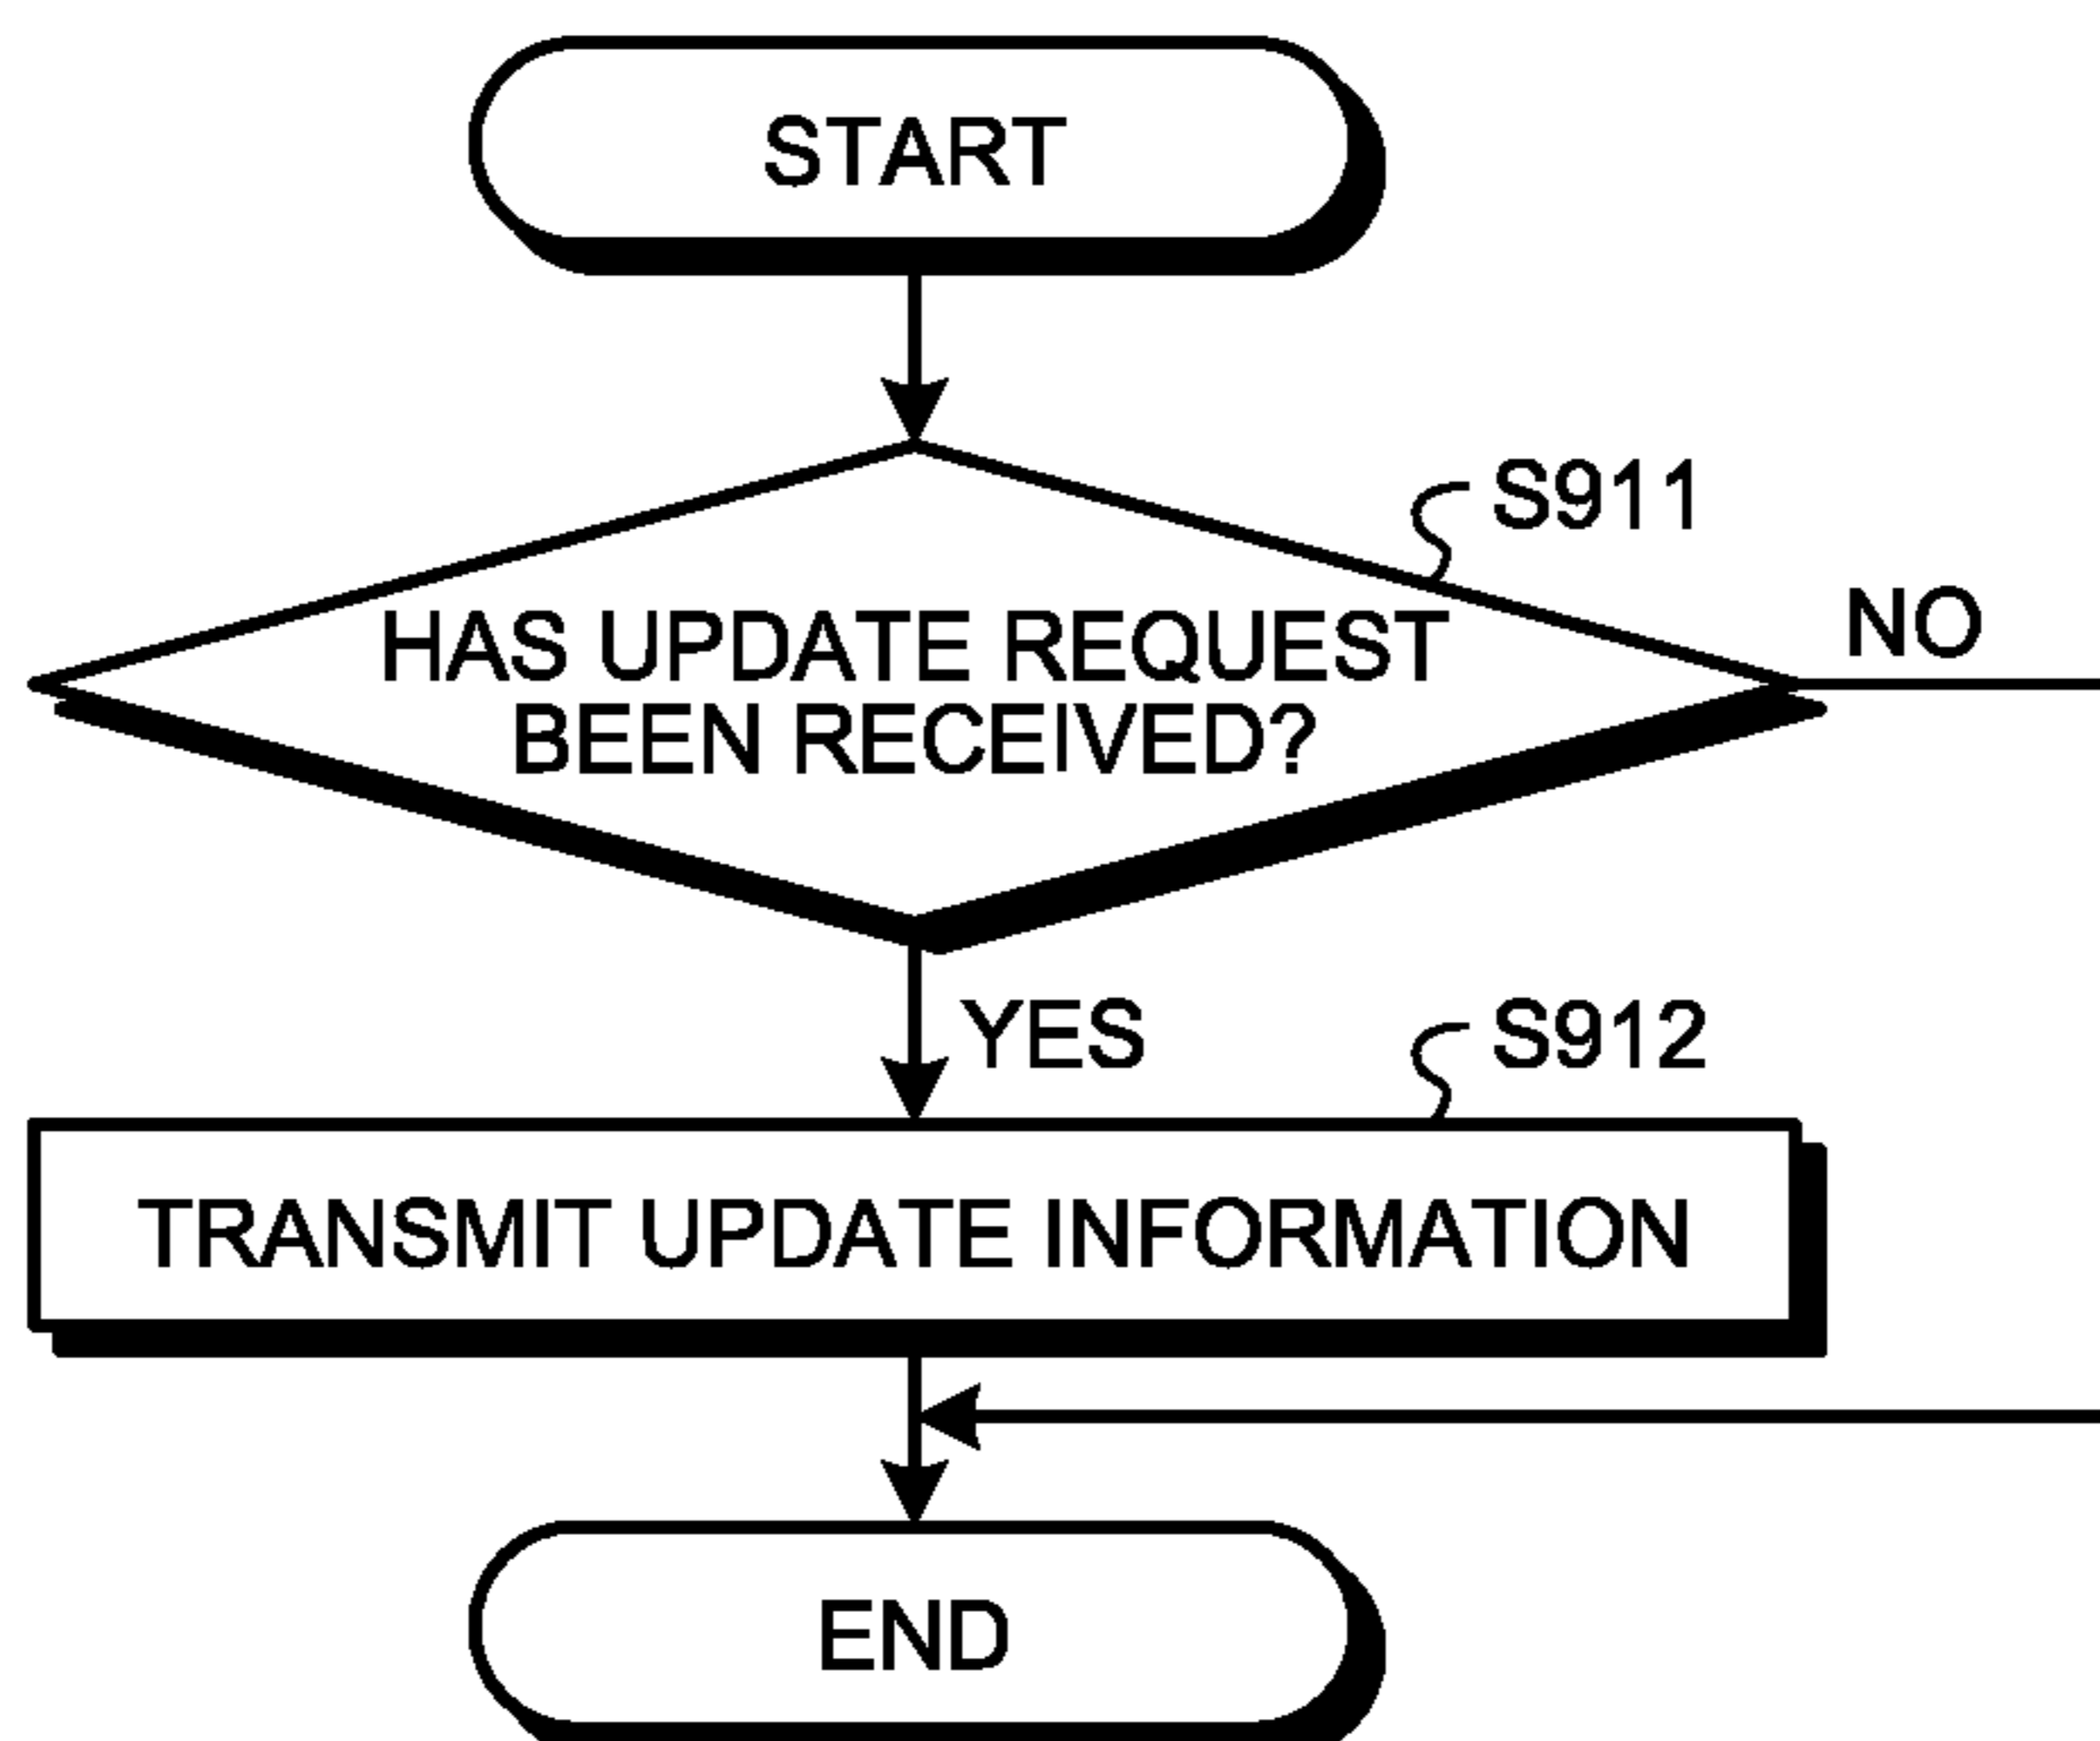 START
S911
HAS UPDATE REQUEST
BEEN RECEIVED?
NO
YES
S912
TRANSMIT UPDATE INFORMATION
END